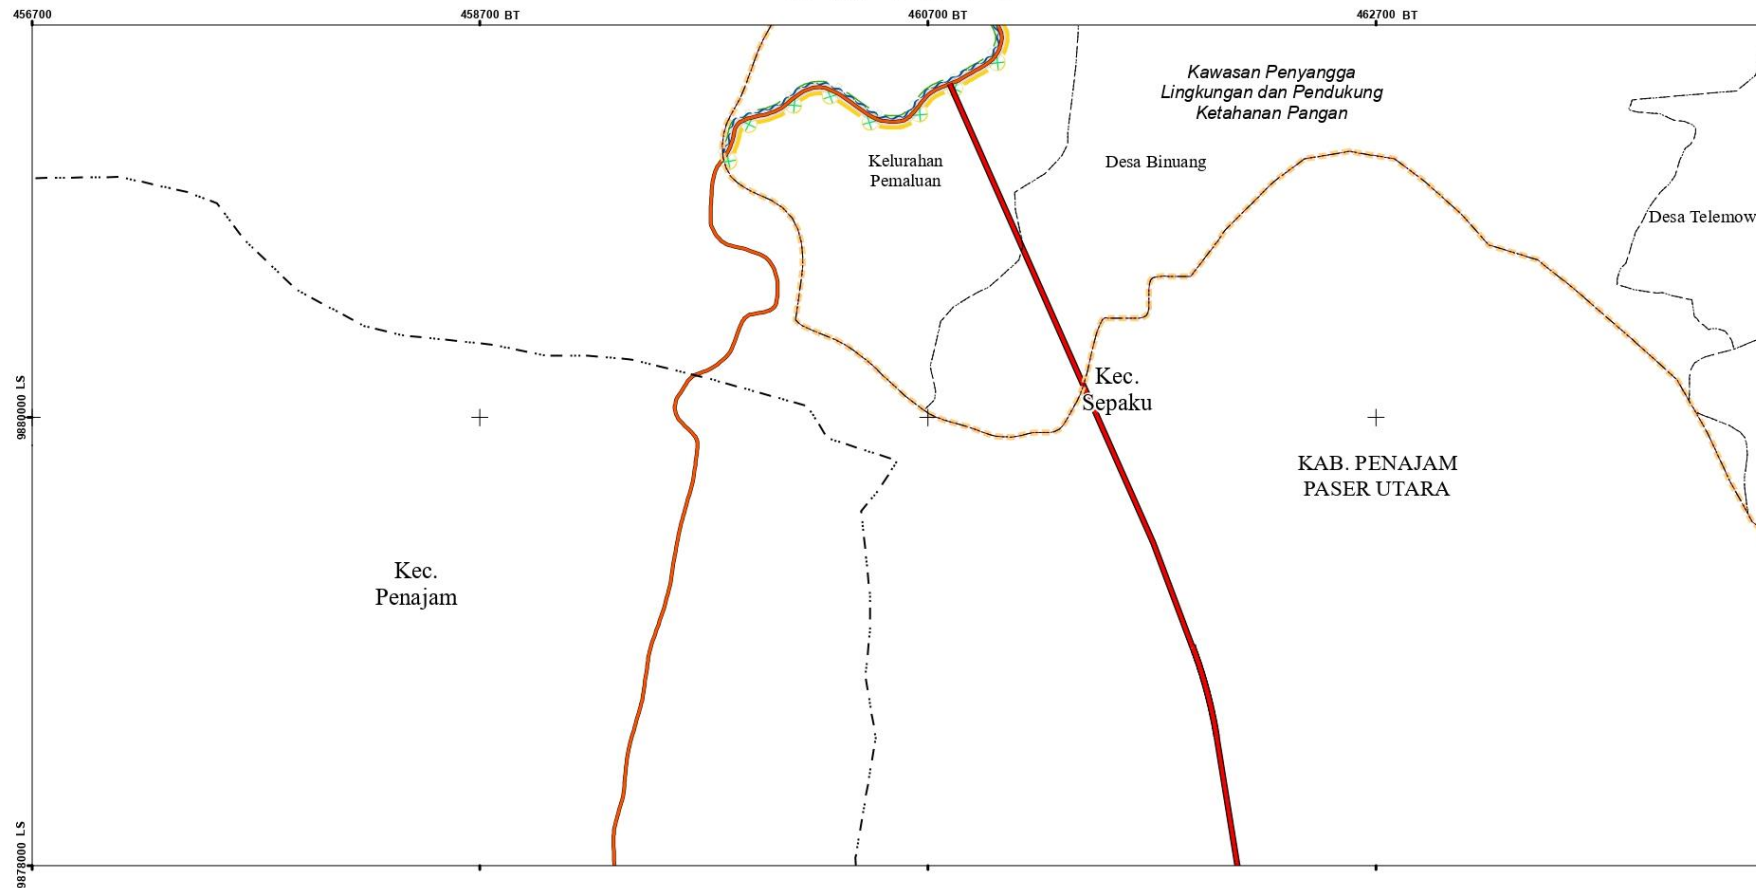 456700
458700 BT
460700 BT
462700 BT
Kawasan Penyangga
Lingkungan dan Pendukung
Ketahanan Pangan
Kelurahan
Pemaluan
Desa Binuang
Desa Telemow
Kec.
Sepaku
9880000 LS
KAB. PENAJAM
PASER UTARA
Kec.
Penajam
9878000 LS